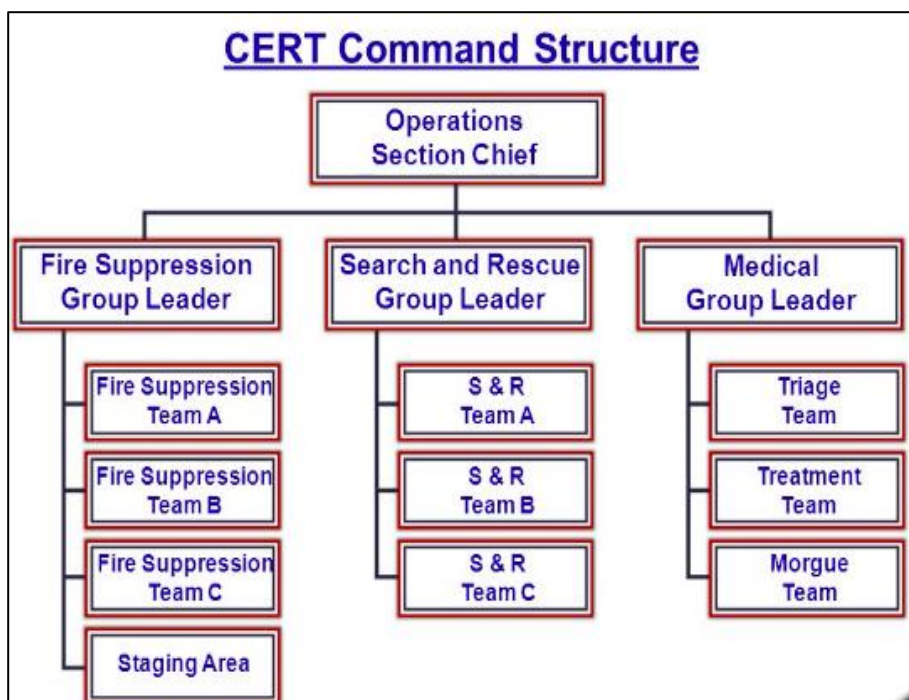 CERT Command Structure
Operations
Section Chief
Fire Suppression
Group Leader
Search and Rescue
Group Leader
Medical
Group Leader
Fire Suppression
Team A
S & R
Team A
Triage
Team
Fire Suppression
Team B
S & R
Team B
Treatment
Team
Fire Suppression
Team C
S & R
Team C
Morgue
Team
Staging Area